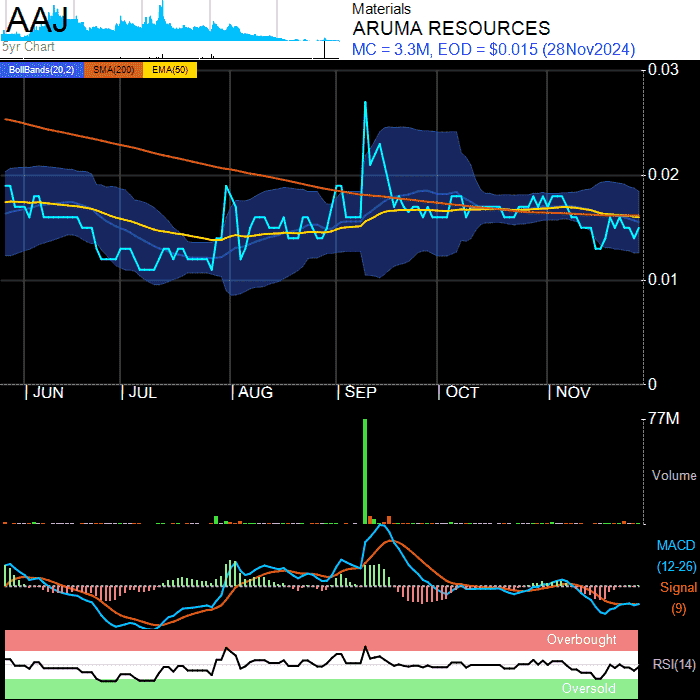 AAJ
5yr Chart
Materials
ARUMA RESOURCES
MC = 3.3M, EOD = $0.015 (28Nov2024)
BollBands(20,2) SMA(200) EMA(50)
0.03
0.02
0.01
0
JUN JUL AUG SEP OCT NOV
77M
Volume
MACD
(12-26)
Signal
(9)
Overbought
RSI(14)
Oversold